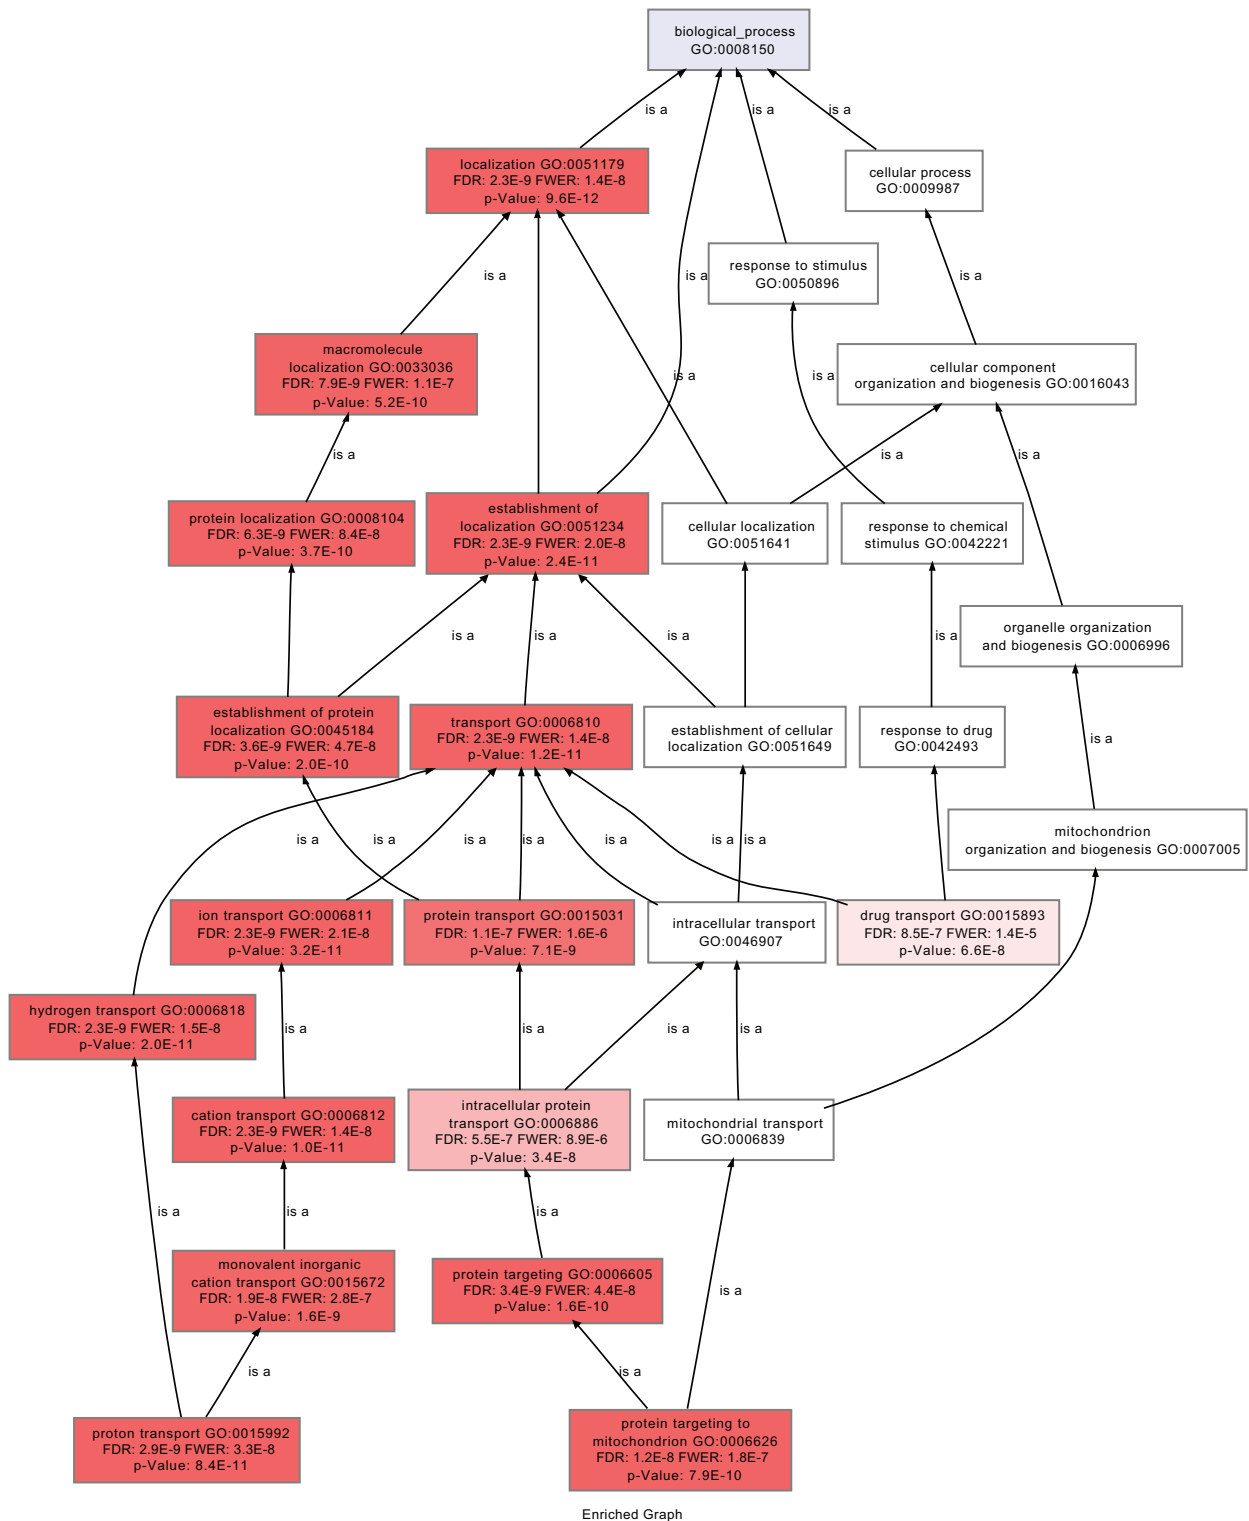 biological_process
GO:0008150
is a
is a
is a
localization GO:0051179
FDR: 2.3E-9 FWER: 1.4E-8
p-Value: 9.6E-12
cellular process
GO:0009987
response to stimulus
GO:0050896
is a
is a
is a
macromolecule
localization GO:0033036
FDR: 7.9E-9 FWER: 1.1E-7
p-Value: 5.2E-10
cellular component
organization and biogenesis GO:0016043
is a
is a
is a
is a
is a
protein localization GO:0008104
FDR: 6.3E-9 FWER: 8.4E-8
p-Value: 3.7E-10
establishment of
localization GO:0051234
FDR: 2.3E-9 FWER: 2.0E-8
p-Value: 2.4E-11
cellular localization
GO:0051641
response to chemical
stimulus GO:0042221
organelle organization
and biogenesis GO:0006996
is a
is a
is a
is a
establishment of protein
localization GO:0045184
FDR: 3.6E-9 FWER: 4.7E-8
p-Value: 2.0E-10
transport GO:0006810
FDR: 2.3E-9 FWER: 1.4E-8
p-Value: 1.2E-11
establishment of cellular
localization GO:0051649
response to drug
GO:0042493
is a
mitochondrion
organization and biogenesis GO:0007005
is a
is a
is a
is a
is a
is a
is a
ion transport GO:0006811
FDR: 2.3E-9 FWER: 2.1E-8
p-Value: 3.2E-11
protein transport GO:0015031
FDR: 1.1E-7 FWER: 1.6E-6
p-Value: 7.1E-9
intracellular transport
GO:0046907
drug transport GO:0015893
FDR: 8.5E-7 FWER: 1.4E-5
p-Value: 6.6E-8
hydrogen transport GO:0006818
FDR: 2.3E-9 FWER: 1.5E-8
p-Value: 2.0E-11
is a
is a
is a
cation transport GO:0006812
FDR: 2.3E-9 FWER: 1.4E-8
p-Value: 1.0E-11
intracellular protein
transport GO:0006886
FDR: 5.5E-7 FWER: 8.9E-6
p-Value: 3.4E-8
mitochondrial transport
GO:0006839
is a
is a
is a
monovalent inorganic
cation transport GO:0015672
FDR: 1.9E-8 FWER: 2.8E-7
p-Value: 1.6E-9
protein targeting GO:0006605
FDR: 3.4E-9 FWER: 4.4E-8
p-Value: 1.6E-10
is a
is a
is a
proton transport GO:0015992
FDR: 2.9E-9 FWER: 3.3E-8
p-Value: 8.4E-11
protein targeting to
mitochondrion GO:0006626
FDR: 1.2E-8 FWER: 1.8E-7
p-Value: 7.9E-10
Enriched Graph